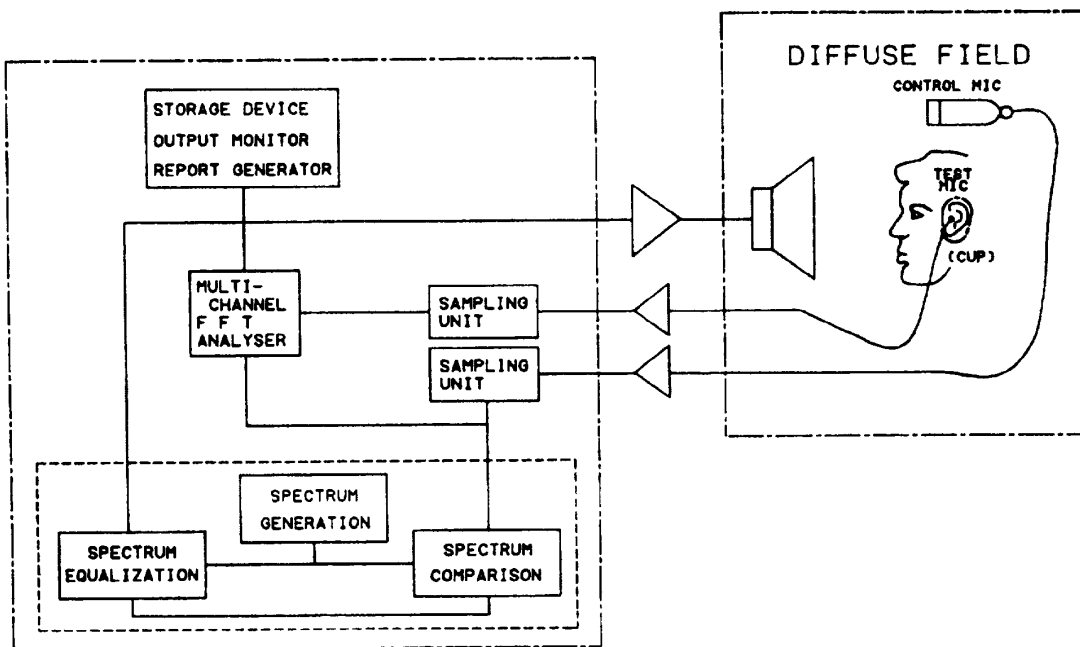 DIFFUSE FIELD
CONTROL MIC
STORAGE DEVICE
OUTPUT MONITOR
REPORT GENERATOR
TEST
MIC
(CUP)
MULTI-
CHANNEL
F F T
ANALYSER
SAMPLING
UNIT
SAMPLING
UNIT
SPECTRUM
GENERATION
SPECTRUM
EQUALIZATION
SPECTRUM
COMPARISON